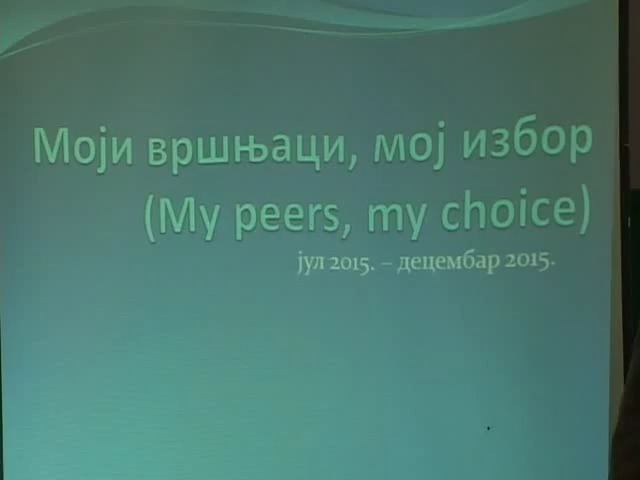 Моји вршњаци, мој избор
(My peers, my choice)
јул 2015. – децембар 2015.